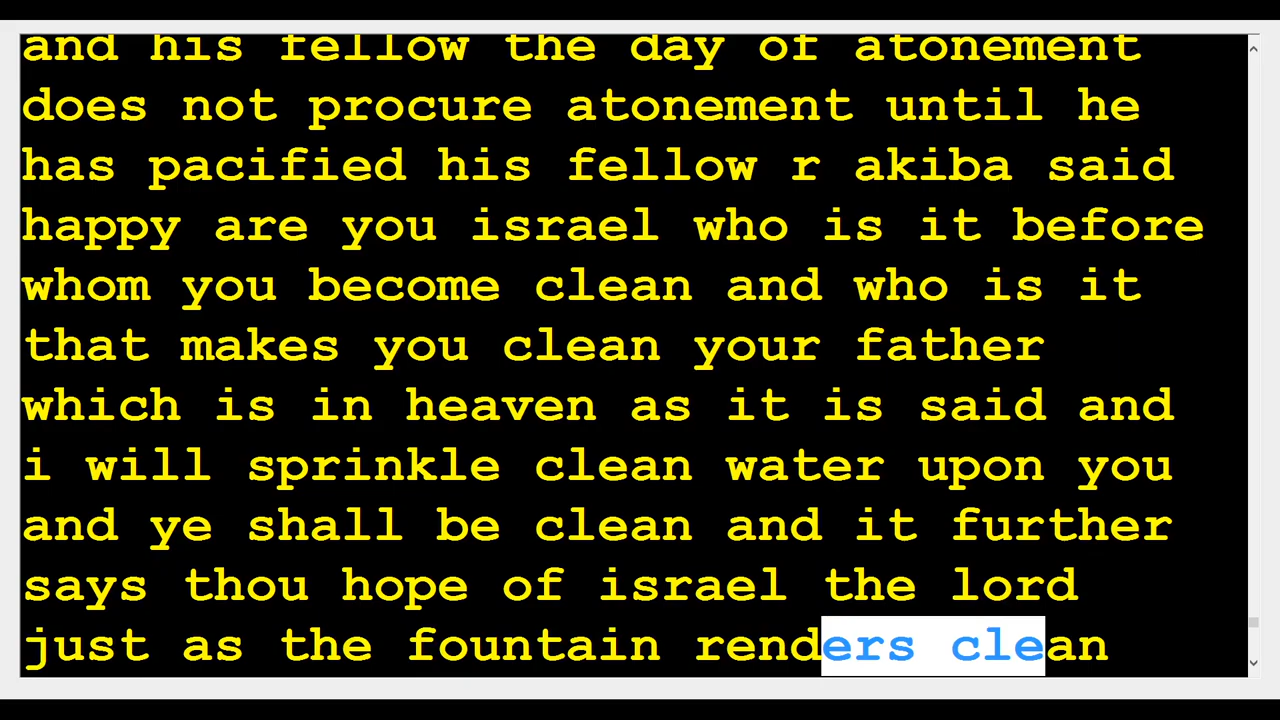 and his fellow the day of atonement
does not procure atonement until he
has pacified his fellow r akiba said
happy are you israel who is it before
whom you become clean and who is it
that makes you clean your father
which is in heaven as it is said and
i will sprinkle clean water upon you
and ye shall be clean and it further
says thou hope of israel the lord
just as the fountain renders clean